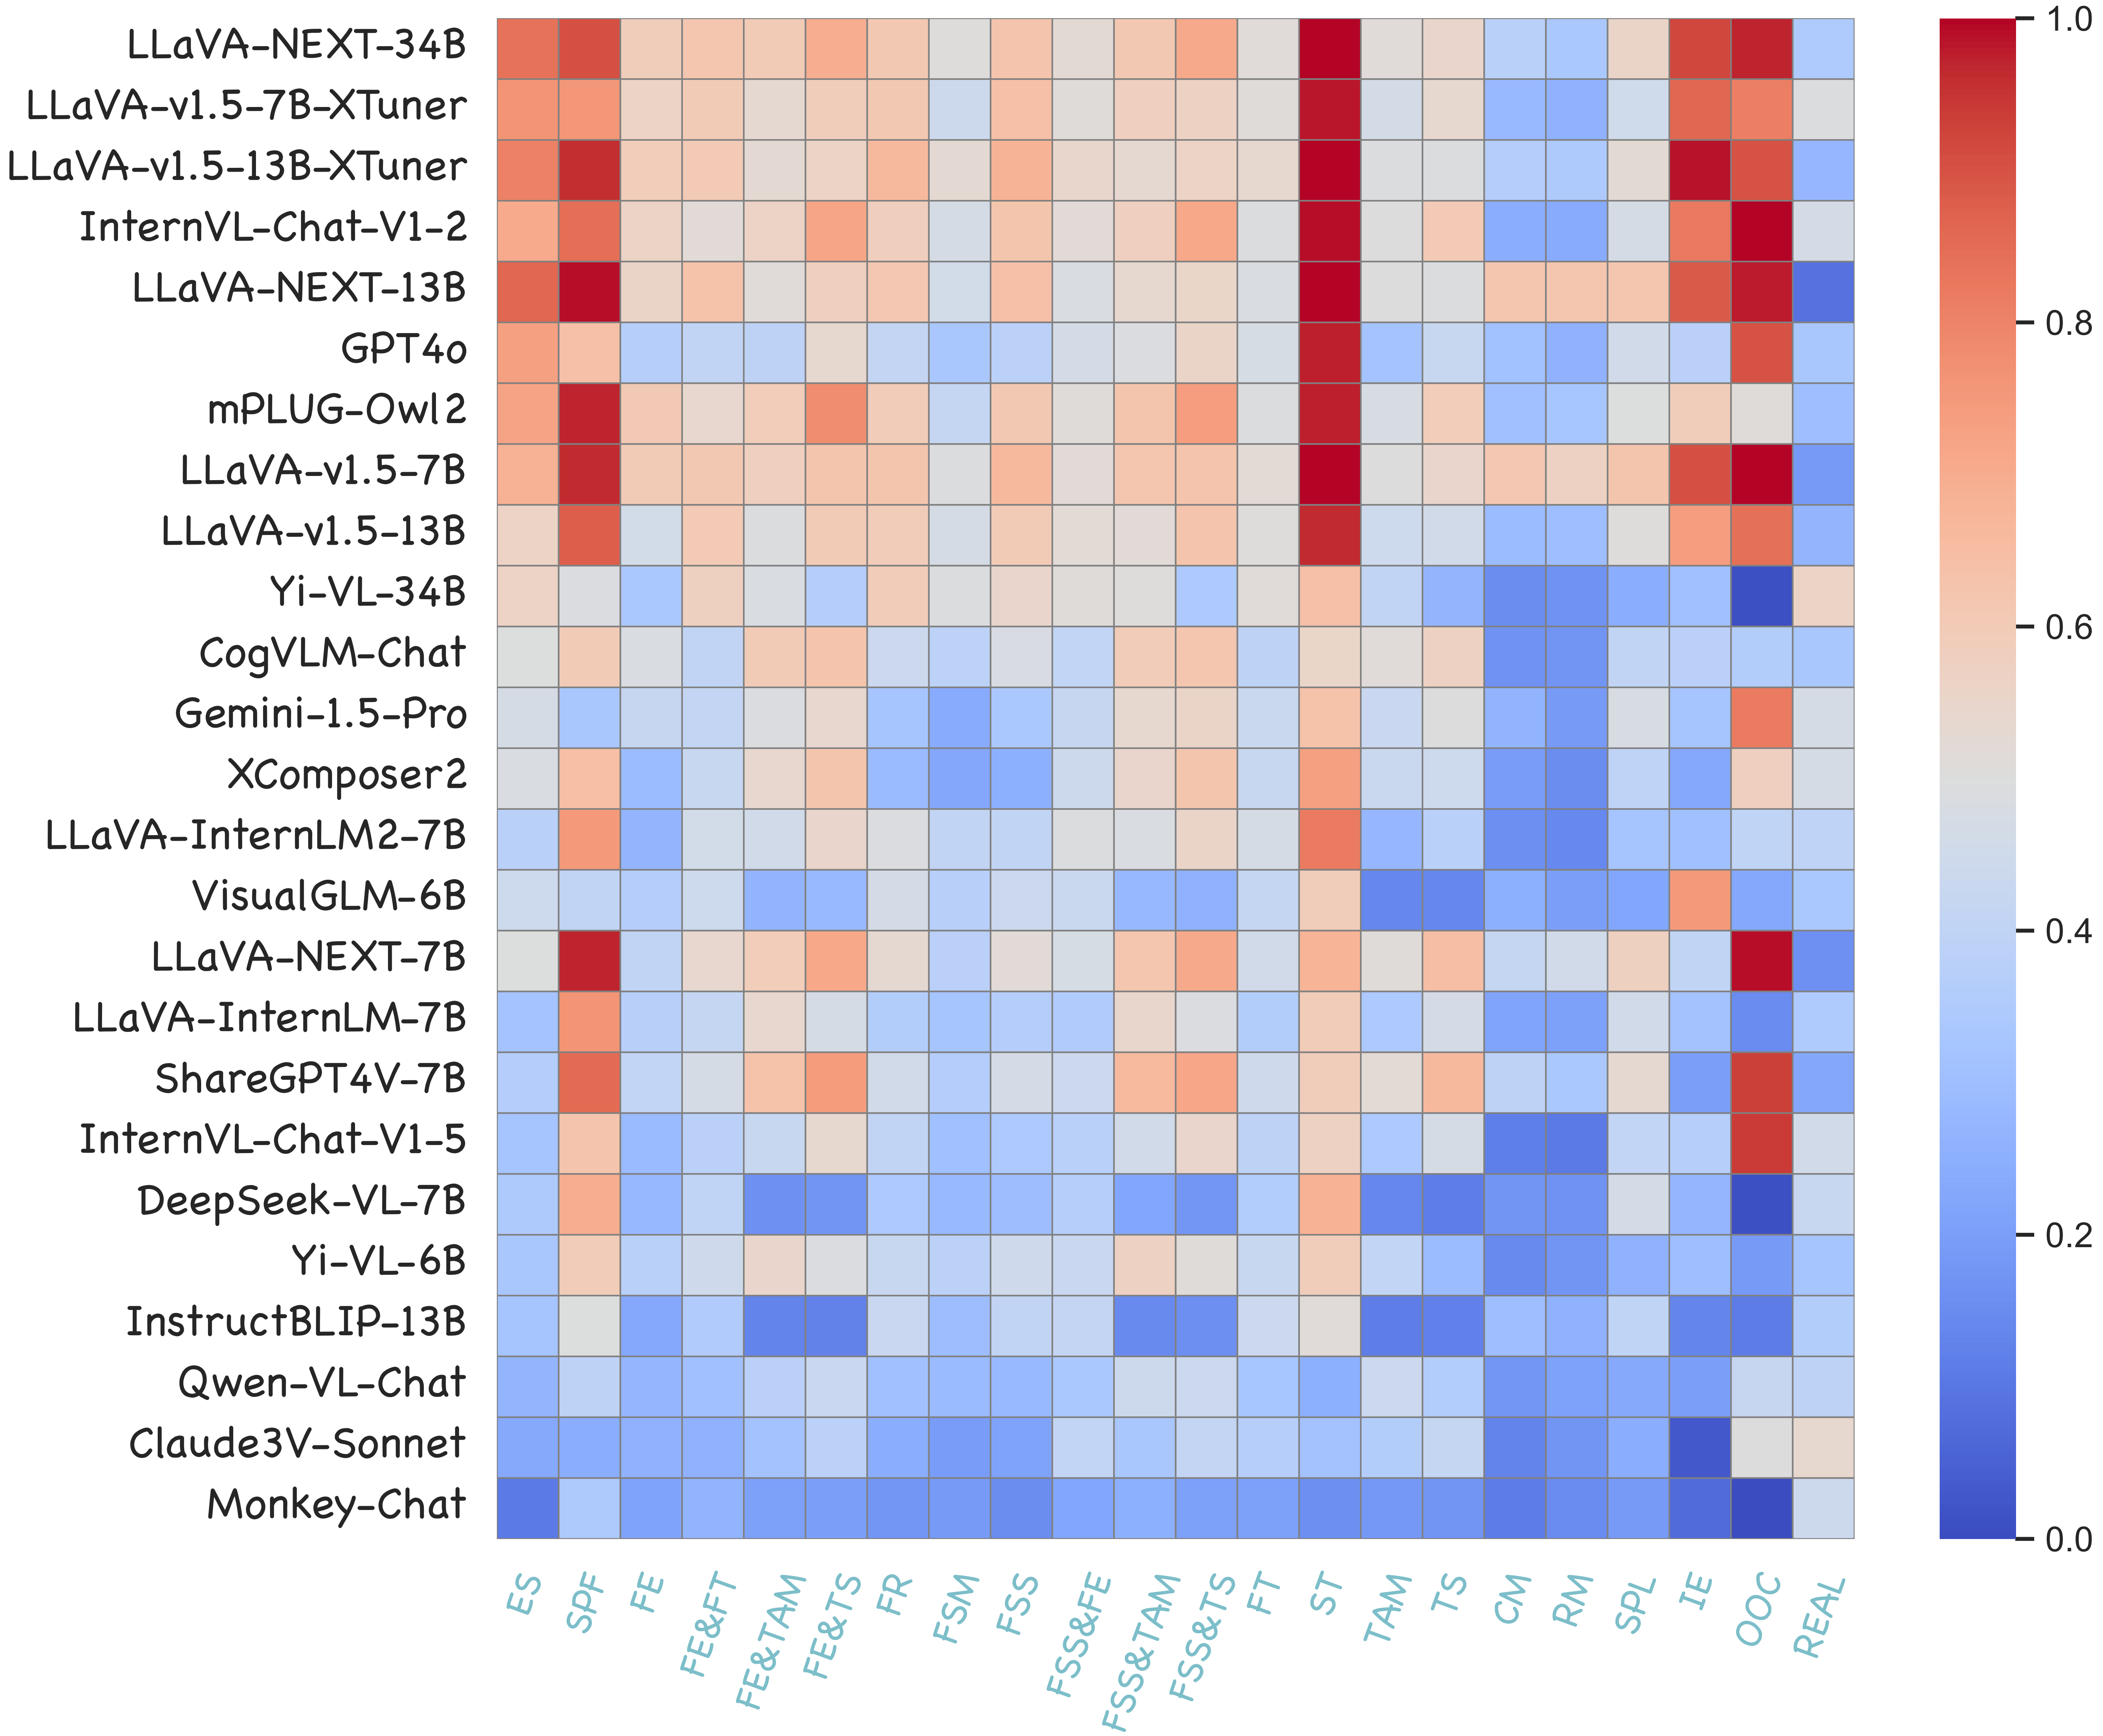 LLaVA-NEXT-34B
LLaVA-v1.5-7B-XTuner
LLaVA-v1.5-13B-XTuner
InternVL-Chat-V1-2
LLaVA-NEXT-13B
GPT4o
mPLUG-Owl2
LLaVA-v1.5-7B
LLaVA-v1.5-13B
Yi-VL-34B
CogVLM-Chat
Gemini-1.5-Pro
XComposer2
LLaVA-InternLM2-7B
VisualGLM-6B
LLaVA-NEXT-7B
LLaVA-InternLM-7B
ShareGPT4V-7B
InternVL-Chat-V1-5
DeepSeek-VL-7B
Yi-VL-6B
InstructBLIP-13B
Qwen-VL-Chat
Claude3V-Sonnet
Monkey-Chat
ES
SPF
FE
FE&FT
FE&TAM
FE&TS
FR
FSM
FSS
FSS&FE
FSS&TAM
FSS&TS
FT
ST
TAM
TS
CM
RM
SPL
IE
OOC
REAL
1.0
0.8
0.6
0.4
0.2
0.0